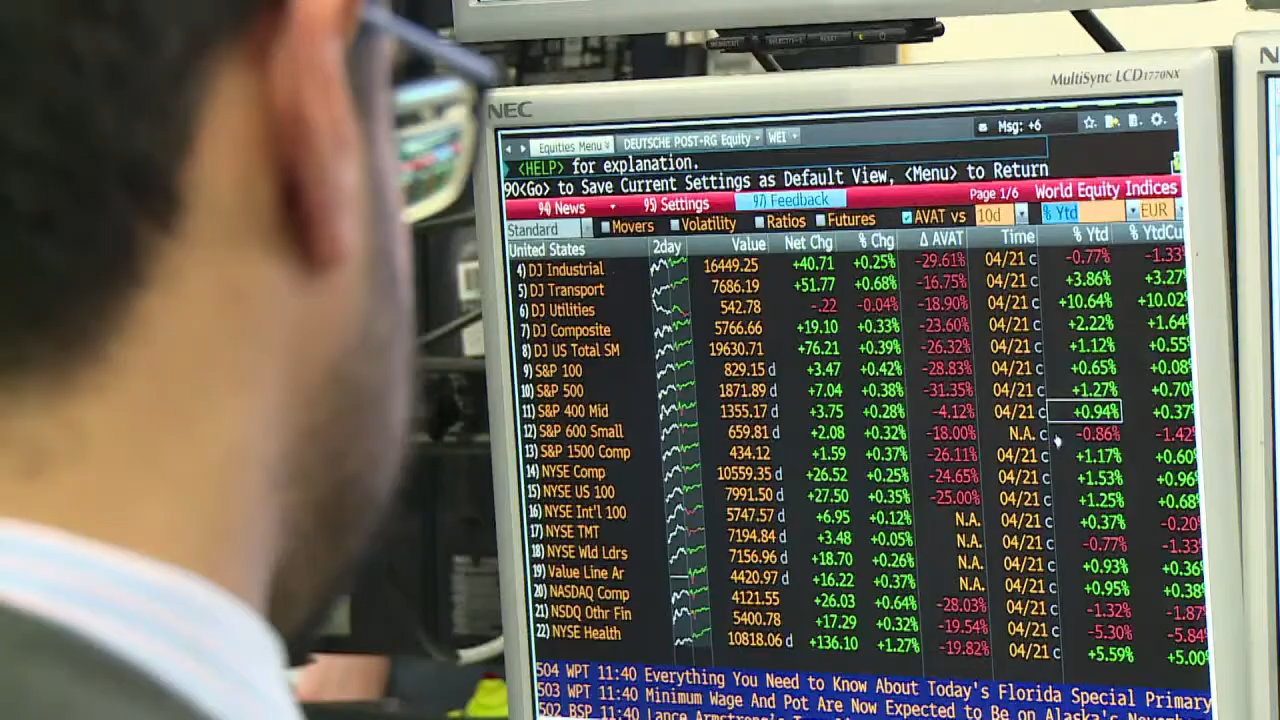 MENU/EXIT SELECT/1-2 RESET
NEC
MultiSync LCD1770NX
Msg: +6
Equities Menu DEUTSCHE POST-RG Equity WEI
<HELP> for explanation.
90<Go> to Save Current Settings as Default View, <Menu> to Return
94) News 95) Settings 97) Feedback Page 1/6 World Equity Indices
Standard Movers Volatility Ratios Futures AVAT vs 10d % Ytd EUR
United States 2day Value Net Chg % Chg Δ AVAT Time % Ytd % YtdCu
4) DJ Industrial 16449.25 +40.71 +0.25% -29.61% 04/21 c -0.77% -1.33
5) DJ Transport 7686.19 +51.77 +0.68% -16.75% 04/21 c +3.86% +3.27
6) DJ Utilities 542.78 -.22 -0.04% -18.90% 04/21 c +10.64% +10.02
7) DJ Composite 5766.66 +19.10 +0.33% -23.60% 04/21 c +2.22% +1.64
8) DJ US Total SM 19630.71 +76.21 +0.39% -26.32% 04/21 c +1.12% +0.55
9) S&P 100 829.15 d +3.47 +0.42% -28.83% 04/21 c +0.65% +0.08
10) S&P 500 1871.89 d +7.04 +0.38% -31.35% 04/21 c +1.27% +0.70
11) S&P 400 Mid 1355.17 d +3.75 +0.28% -4.12% 04/21 c +0.94% +0.37
12) S&P 600 Small 659.81 d +2.08 +0.32% -18.00% N.A. c -0.86% -1.42
13) S&P 1500 Comp 434.12 +1.59 +0.37% -26.11% 04/21 c +1.17% +0.60
14) NYSE Comp 10559.35 d +26.52 +0.25% -24.65% 04/21 c +1.53% +0.96
15) NYSE US 100 7991.50 d +27.50 +0.35% -25.00% 04/21 c +1.25% +0.68
16) NYSE Int'l 100 5747.57 d +6.95 +0.12% N.A. 04/21 c +0.37% -0.20
17) NYSE TMT 7194.84 d +3.48 +0.05% N.A. 04/21 c -0.77% -1.33
18) NYSE Wld Ldrs 7156.96 d +18.70 +0.26% N.A. 04/21 c +0.93% +0.36
19) Value Line Ar 4420.97 d +16.22 +0.37% N.A. 04/21 c +0.95% +0.38
20) NASDAQ Comp 4121.55 +26.03 +0.64% -28.03% 04/21 c -1.32% -1.87
21) NSDQ Othr Fin 5400.78 +17.29 +0.32% -19.54% 04/21 c -5.30% -5.84
22) NYSE Health 10818.06 d +136.10 +1.27% -19.82% 04/21 c +5.59% +5.00
504 WPT 11:40 Everything You Need to Know About Today's Florida Special Primary
503 WPT 11:40 Minimum Wage And Pot Are Now Expected to Be on Alaska's
502 BSP 11:40 Lance Armstrong's